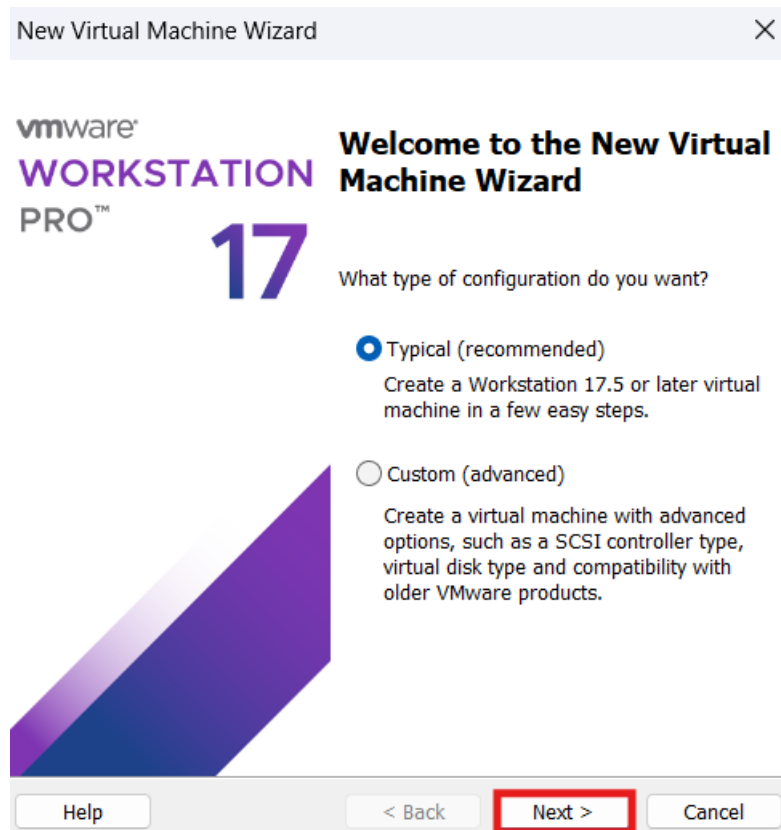 New Virtual Machine Wizard
vmware®
WORKSTATION
PRO™
17
Welcome to the New Virtual
Machine Wizard
What type of configuration do you want?
Typical (recommended)
Create a Workstation 17.5 or later virtual
machine in a few easy steps.
Custom (advanced)
Create a virtual machine with advanced
options, such as a SCSI controller type,
virtual disk type and compatibility with
older VMware products.
Help
< Back
Next >
Cancel